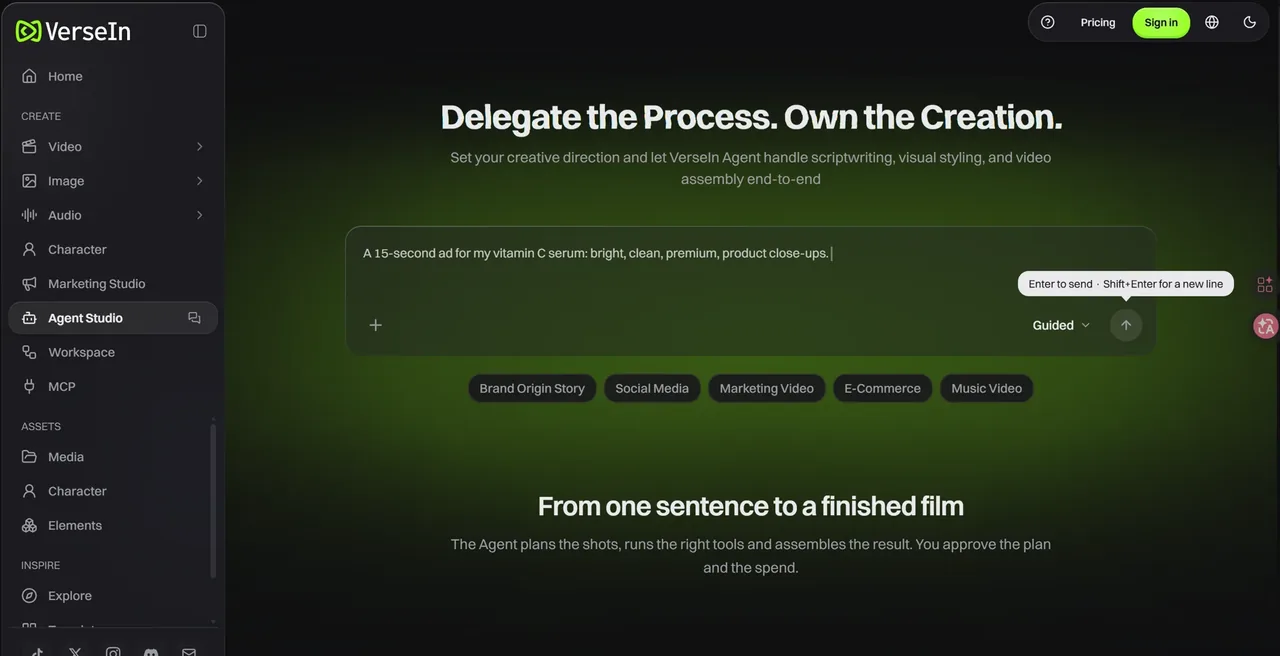 VerseIn
Home
CREATE
Video
Image
Audio
Character
Marketing Studio
Agent Studio
Workspace
MCP
ASSETS
Media
Character
Elements
INSPIRE
Explore
Pricing
Sign in
Delegate the Process. Own the Creation.
Set your creative direction and let VerseIn Agent handle scriptwriting, visual styling, and video
assembly end-to-end
A 15-second ad for my vitamin C serum: bright, clean, premium, product close-ups.
Enter to send · Shift+Enter for a new line
Guided
Brand Origin Story
Social Media
Marketing Video
E-Commerce
Music Video
From one sentence to a finished film
The Agent plans the shots, runs the right tools and assembles the result. You approve the plan
and the spend.